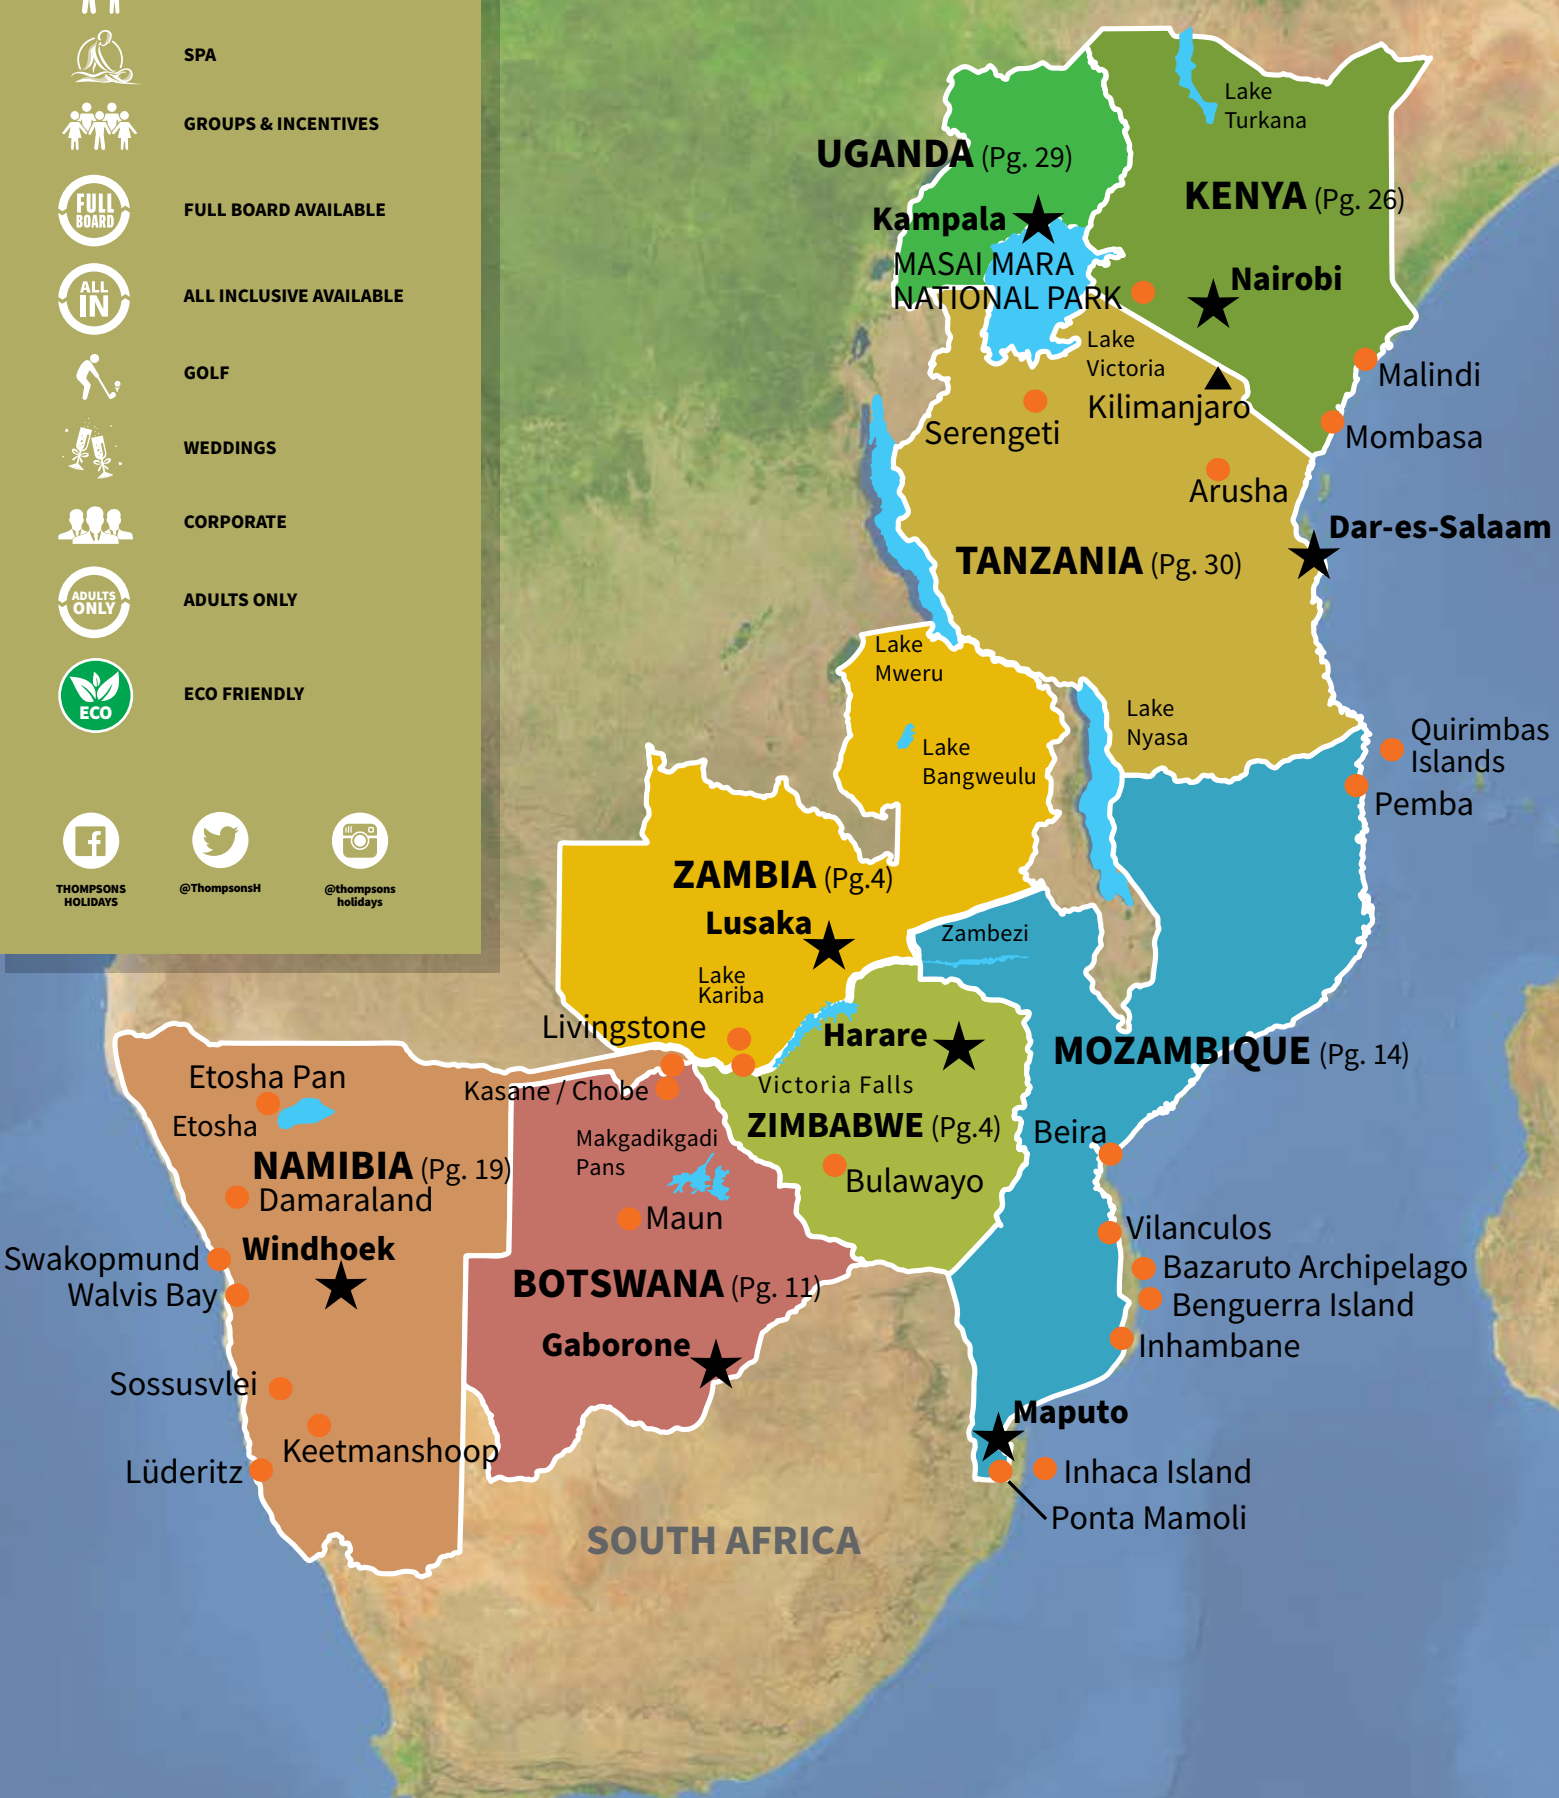 SPA
GROUPS & INCENTIVES
FULL
BOARD
FULL BOARD AVAILABLE
ALL
IN
ALL INCLUSIVE AVAILABLE
GOLF
WEDDINGS
CORPORATE
ADULTS
ONLY
ADULTS ONLY
ECO
ECO FRIENDLY
THOMPSONS
HOLIDAYS
@ThompsonsH
@thompsons
holidays
Lake
Turkana
UGANDA (Pg. 29)
KENYA (Pg. 26)
Kampala
MASAI MARA
NATIONAL PARK
Nairobi
Lake
Victoria
Malindi
Kilimanjaro
Serengeti
Mombasa
Arusha
Dar-es-Salaam
TANZANIA (Pg. 30)
Lake
Mweru
Lake
Nyasa
Lake
Bangweulu
Quirimbas
Islands
Pemba
ZAMBIA (Pg.4)
Lusaka
Zambezi
Lake
Kariba
Livingstone
Harare
MOZAMBIQUE (Pg. 14)
Etosha Pan
Kasane / Chobe
Victoria Falls
Etosha
ZIMBABWE (Pg.4)
Beira
Makgadikgadi
Pans
NAMIBIA (Pg. 19)
Bulawayo
Damaraland
Maun
Vilanculos
Swakopmund
Windhoek
Bazaruto Archipelago
Walvis Bay
BOTSWANA (Pg. 11)
Benguerra Island
Gaborone
Inhambane
Sossusvlei
Maputo
Keetmanshoop
Lüderitz
Inhaca Island
Ponta Mamoli
SOUTH AFRICA